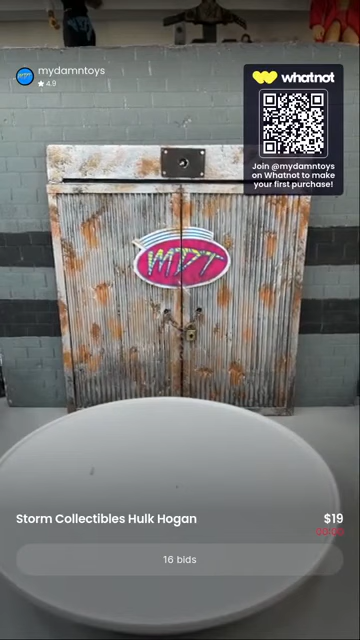 mydamntoys
4.9
whatnot
Join @mydamntoys
on Whatnot to make
your first purchase!
MDT
Storm Collectibles Hulk Hogan
$19
16 bids